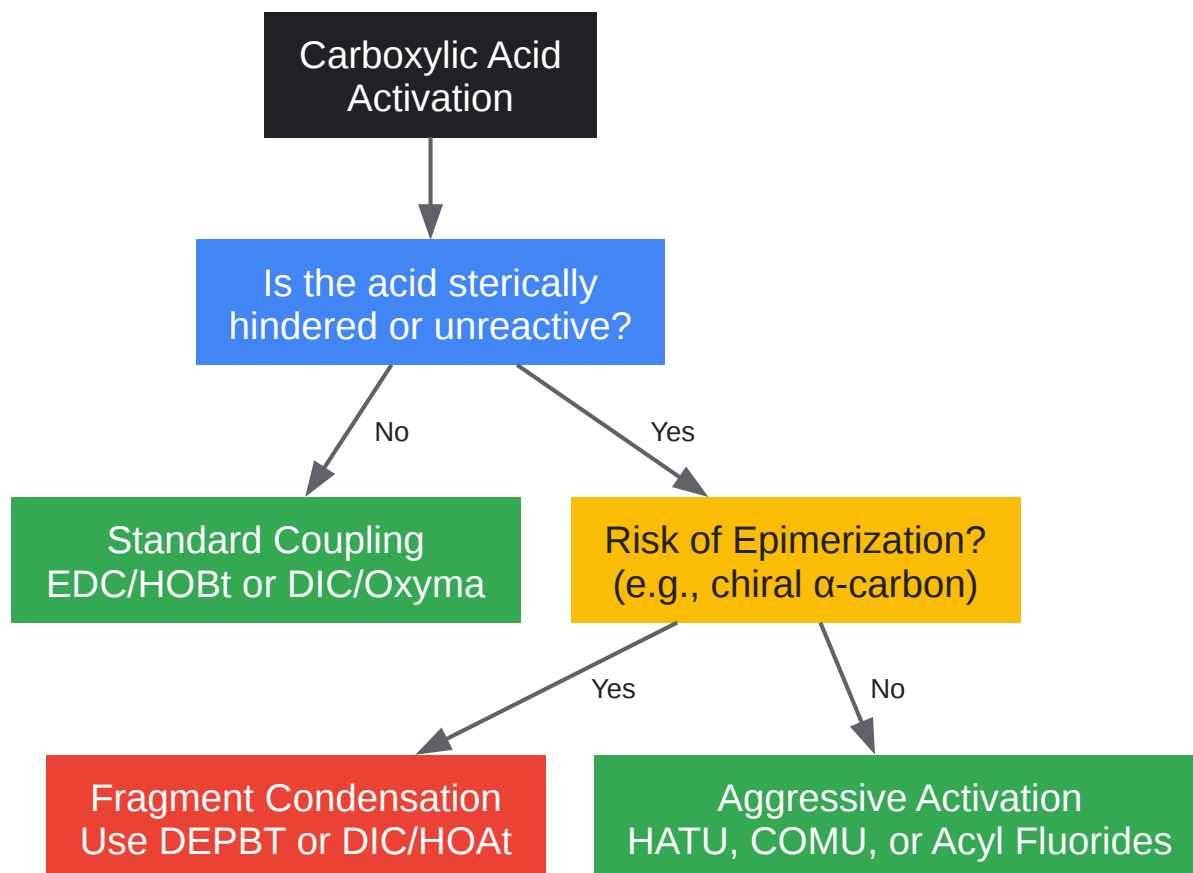 Carboxylic Acid
Activation
Is the acid sterically
hindered or unreactive?
No
Yes
Standard Coupling
EDC/HOBt or DIC/Oxyma
Risk of Epimerization?
(e.g., chiral α-carbon)
Yes
No
Fragment Condensation
Use DEPBT or DIC/HOAt
Aggressive Activation
HATU, COMU, or Acyl Fluorides